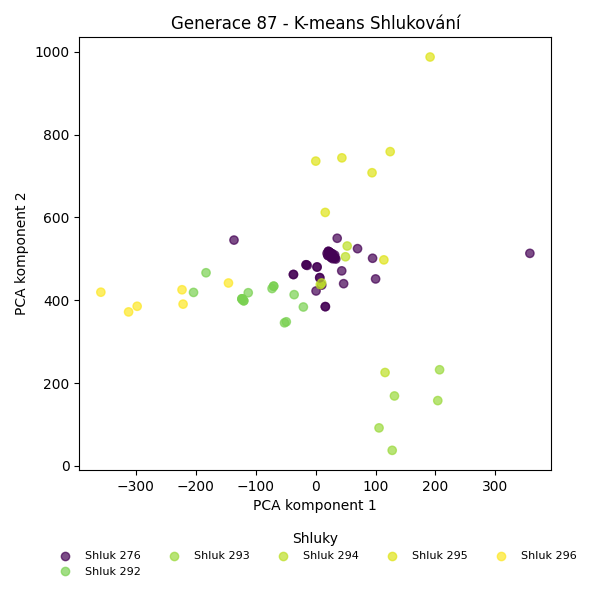 Generace 87 - K-means Shlukování
PCA komponent 2
1000
800
600
400
200
0
−300 −200 −100 0 100 200 300
PCA komponent 1
Shluky
Shluk 276 Shluk 293 Shluk 294 Shluk 295 Shluk 296
Shluk 292